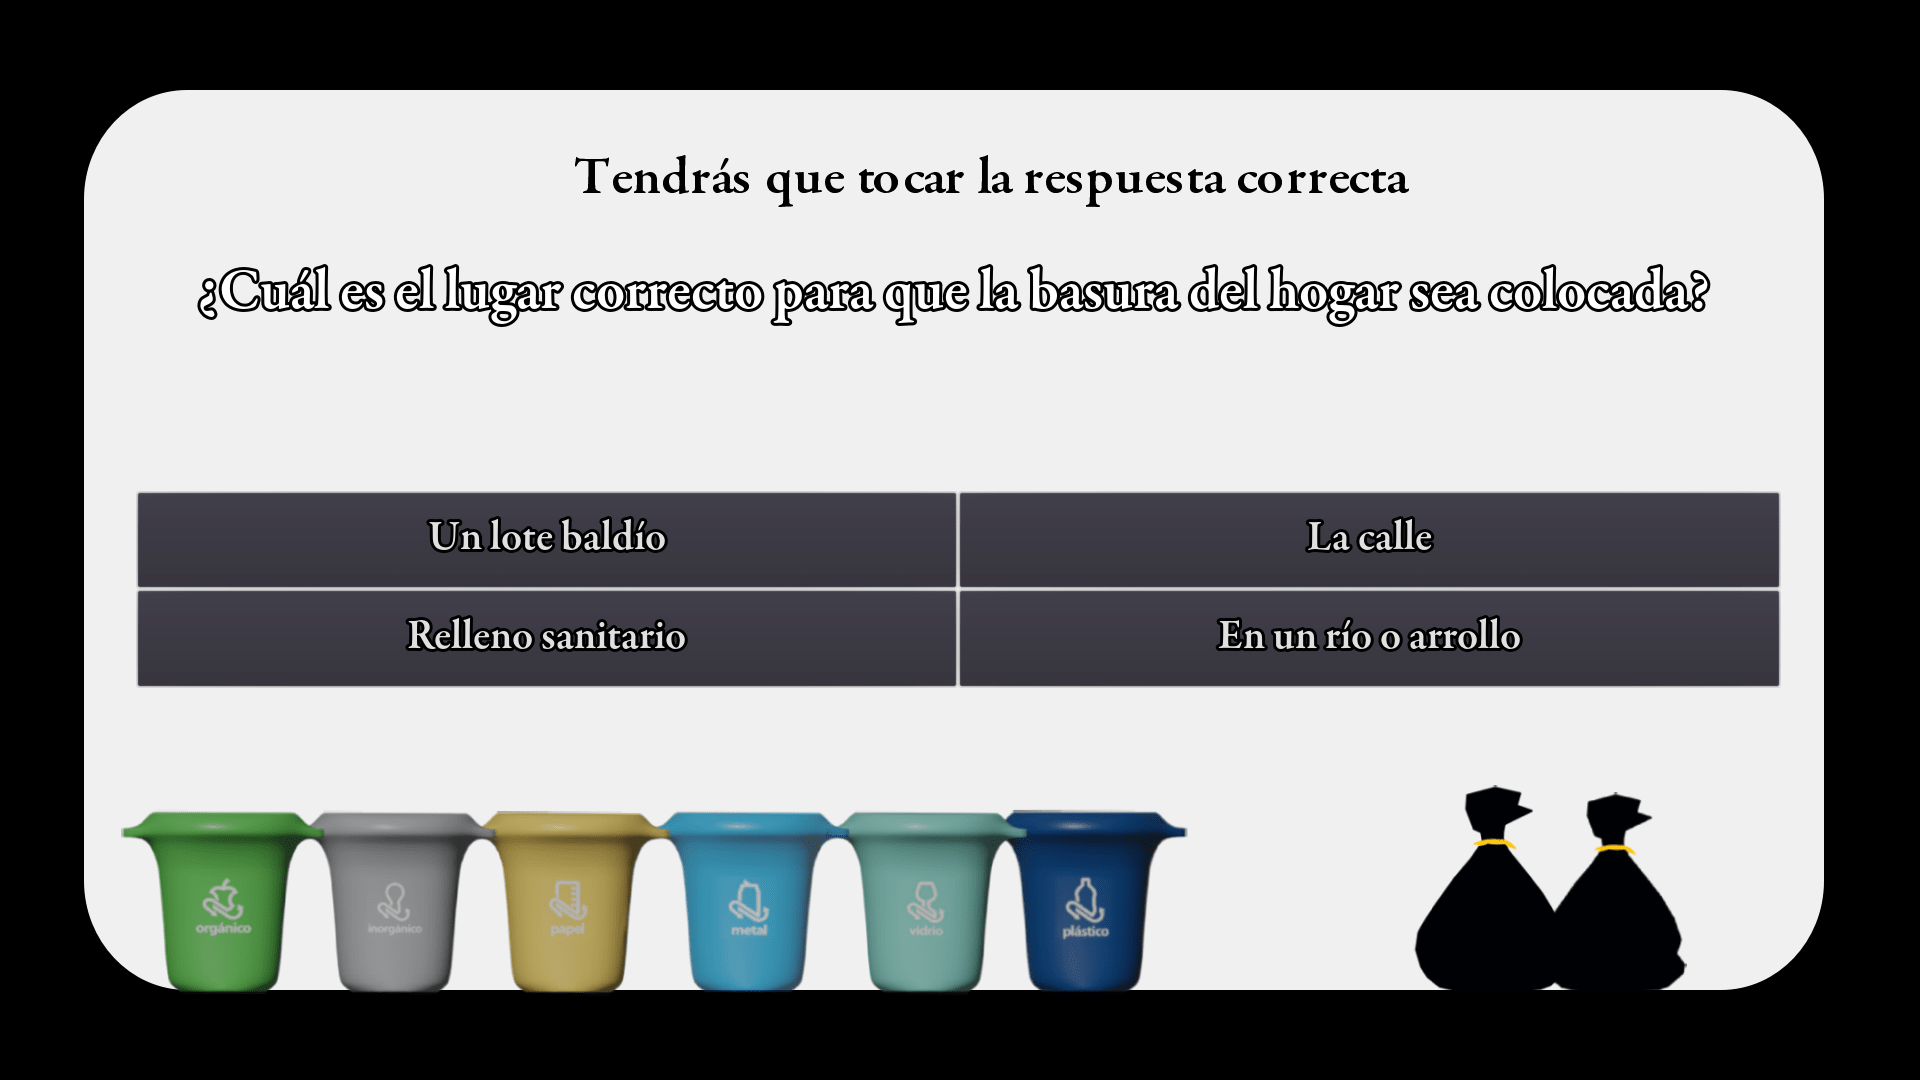 Tendrás que tocar la respuesta correcta
¿Cuál es el lugar correcto para que la basura del hogar sea colocada?
Un lote baldío
La calle
Relleno sanitario
En un río o arrollo
orgánico
inorgánico
papel
metal
vidrio
plástico